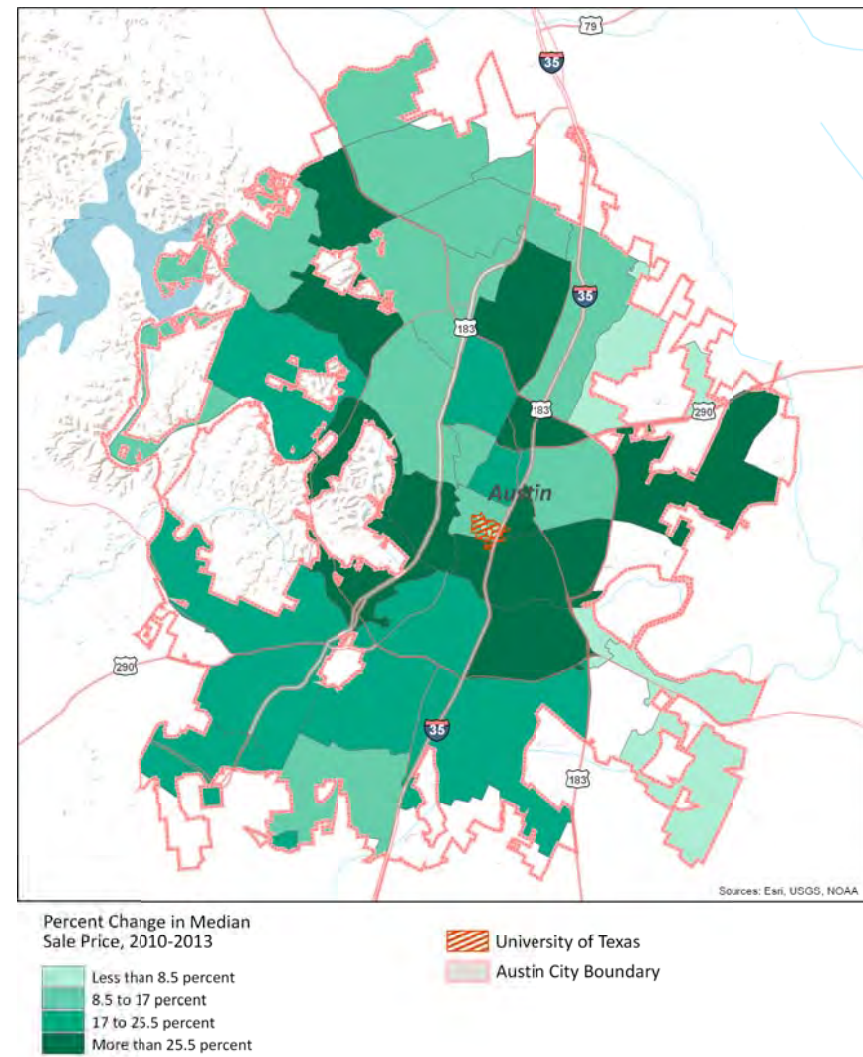 79
35
35
183
183
290
Austin
290
35
183
Sources: Esri, USGS, NOAA
Percent Change in Median
Sale Price, 2010-2013
Less than 8.5 percent
8.5 to 17 percent
17 to 25.5 percent
More than 25.5 percent
University of Texas
Austin City Boundary